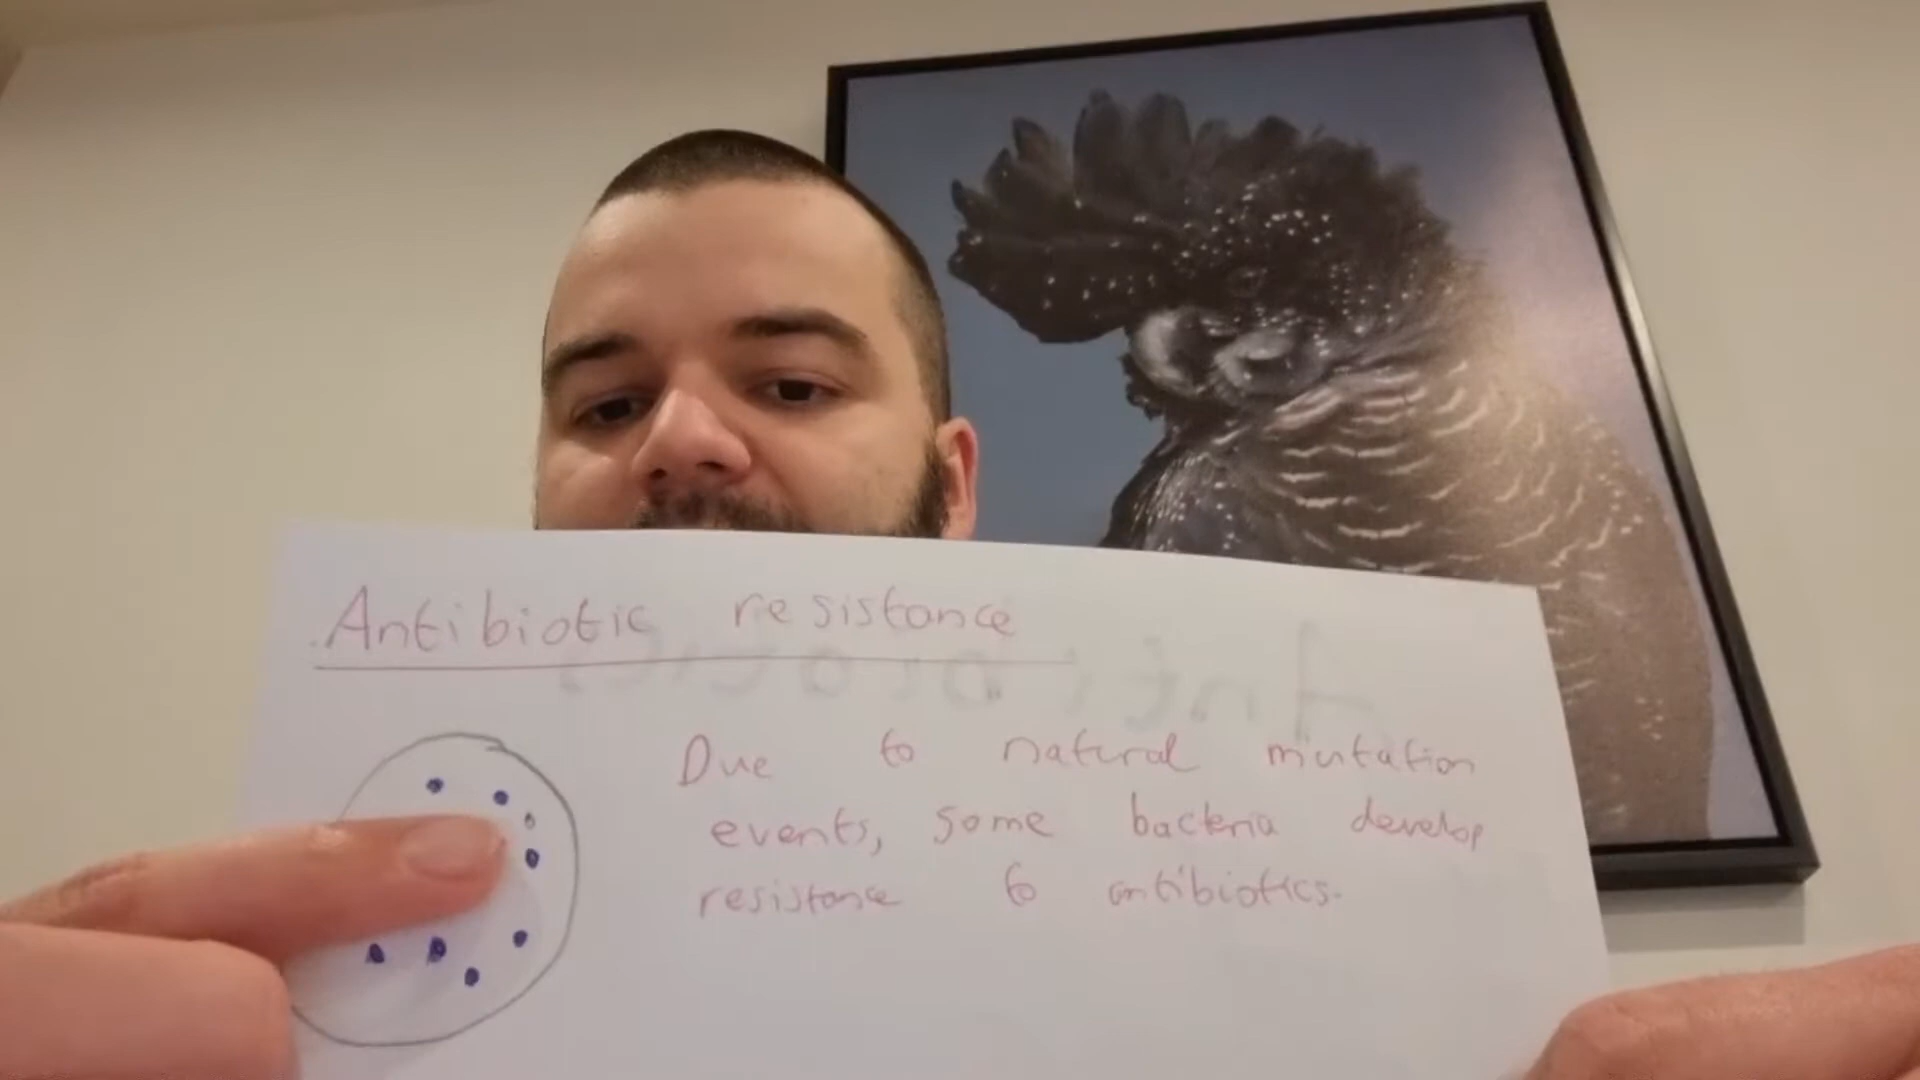 Antibiotic resistance
Due to natural mutation
events, some bacteria develop
resistance to antibiotics.